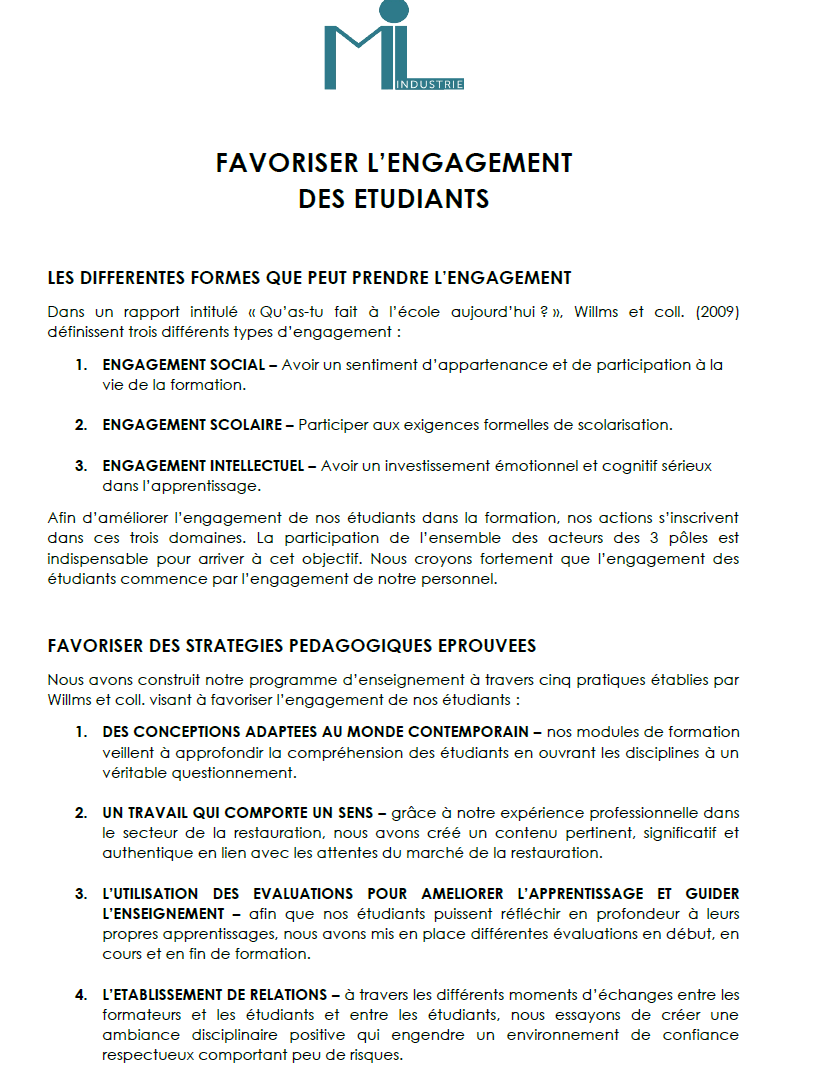 MiL
INDUSTRIE
FAVORISER L’ENGAGEMENT
DES ETUDIANTS
LES DIFFERENTES FORMES QUE PEUT PRENDRE L’ENGAGEMENT
Dans un rapport intitulé « Qu’as-tu fait à l’école aujourd’hui ? », Willms et coll. (2009)
définissent trois différents types d’engagement :
1. ENGAGEMENT SOCIAL – Avoir un sentiment d’appartenance et de participation à la
vie de la formation.
2. ENGAGEMENT SCOLAIRE – Participer aux exigences formelles de scolarisation.
3. ENGAGEMENT INTELLECTUEL – Avoir un investissement émotionnel et cognitif sérieux
dans l’apprentissage.
Afin d’améliorer l’engagement de nos étudiants dans la formation, nos actions s’inscrivent
dans ces trois domaines. La participation de l’ensemble des acteurs des 3 pôles est
indispensable pour arriver à cet objectif. Nous croyons fortement que l’engagement des
étudiants commence par l’engagement de notre personnel.
FAVORISER DES STRATEGIES PEDAGOGIQUES EPROUVEES
Nous avons construit notre programme d’enseignement à travers cinq pratiques établies par
Willms et coll. visant à favoriser l’engagement de nos étudiants :
1. DES CONCEPTIONS ADAPTEES AU MONDE CONTEMPORAIN – nos modules de formation
veillent à approfondir la compréhension des étudiants en ouvrant les disciplines à un
véritable questionnement.
2. UN TRAVAIL QUI COMPORTE UN SENS – grâce à notre expérience professionnelle dans
le secteur de la restauration, nous avons créé un contenu pertinent, significatif et
authentique en lien avec les attentes du marché de la restauration.
3. L’UTILISATION DES EVALUATIONS POUR AMELIORER L’APPRENTISSAGE ET GUIDER
L’ENSEIGNEMENT – afin que nos étudiants puissent réfléchir en profondeur à leurs
propres apprentissages, nous avons mis en place différentes évaluations en début, en
cours et en fin de formation.
4. L’ETABLISSEMENT DE RELATIONS – à travers les différents moments d’échanges entre les
formateurs et les étudiants et entre les étudiants, nous essayons de créer une
ambiance disciplinaire positive qui engendre un environnement de confiance
respectueux comportant peu de risques.